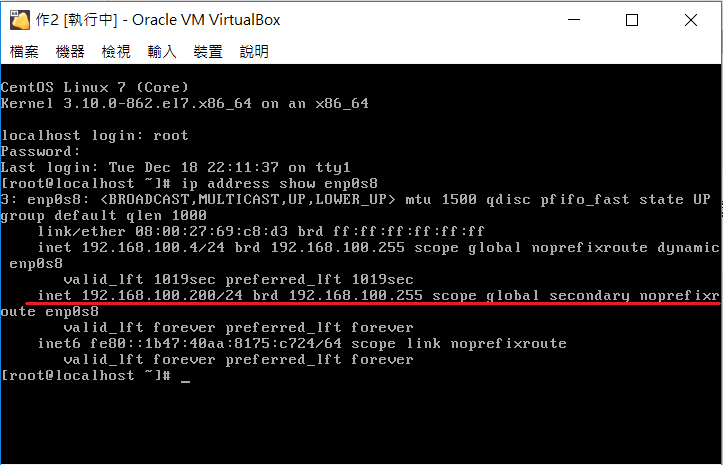 作2 [執行中] - Oracle VM VirtualBox
檔案 機器 檢視 輸入 裝置 說明
CentOS Linux 7 (Core)
Kernel 3.10.0-862.el7.x86_64 on an x86_64
localhost login: root
Password:
Last login: Tue Dec 18 22:11:37 on tty1
[root@localhost ~]# ip address show enp0s8
3: enp0s8: <BROADCAST,MULTICAST,UP,LOWER_UP> mtu 1500 qdisc pfifo_fast state UP
group default qlen 1000
link/ether 08:00:27:69:c8:d3 brd ff:ff:ff:ff:ff:ff
inet 192.168.100.4/24 brd 192.168.100.255 scope global noprefixroute dynamic
enp0s8
valid_lft 1019sec preferred_lft 1019sec
inet 192.168.100.200/24 brd 192.168.100.255 scope global secondary noprefixr
oute enp0s8
valid_lft forever preferred_lft forever
inet6 fe80::1b47:40aa:8175:c724/64 scope link noprefixroute
valid_lft forever preferred_lft forever
[root@localhost ~]# _